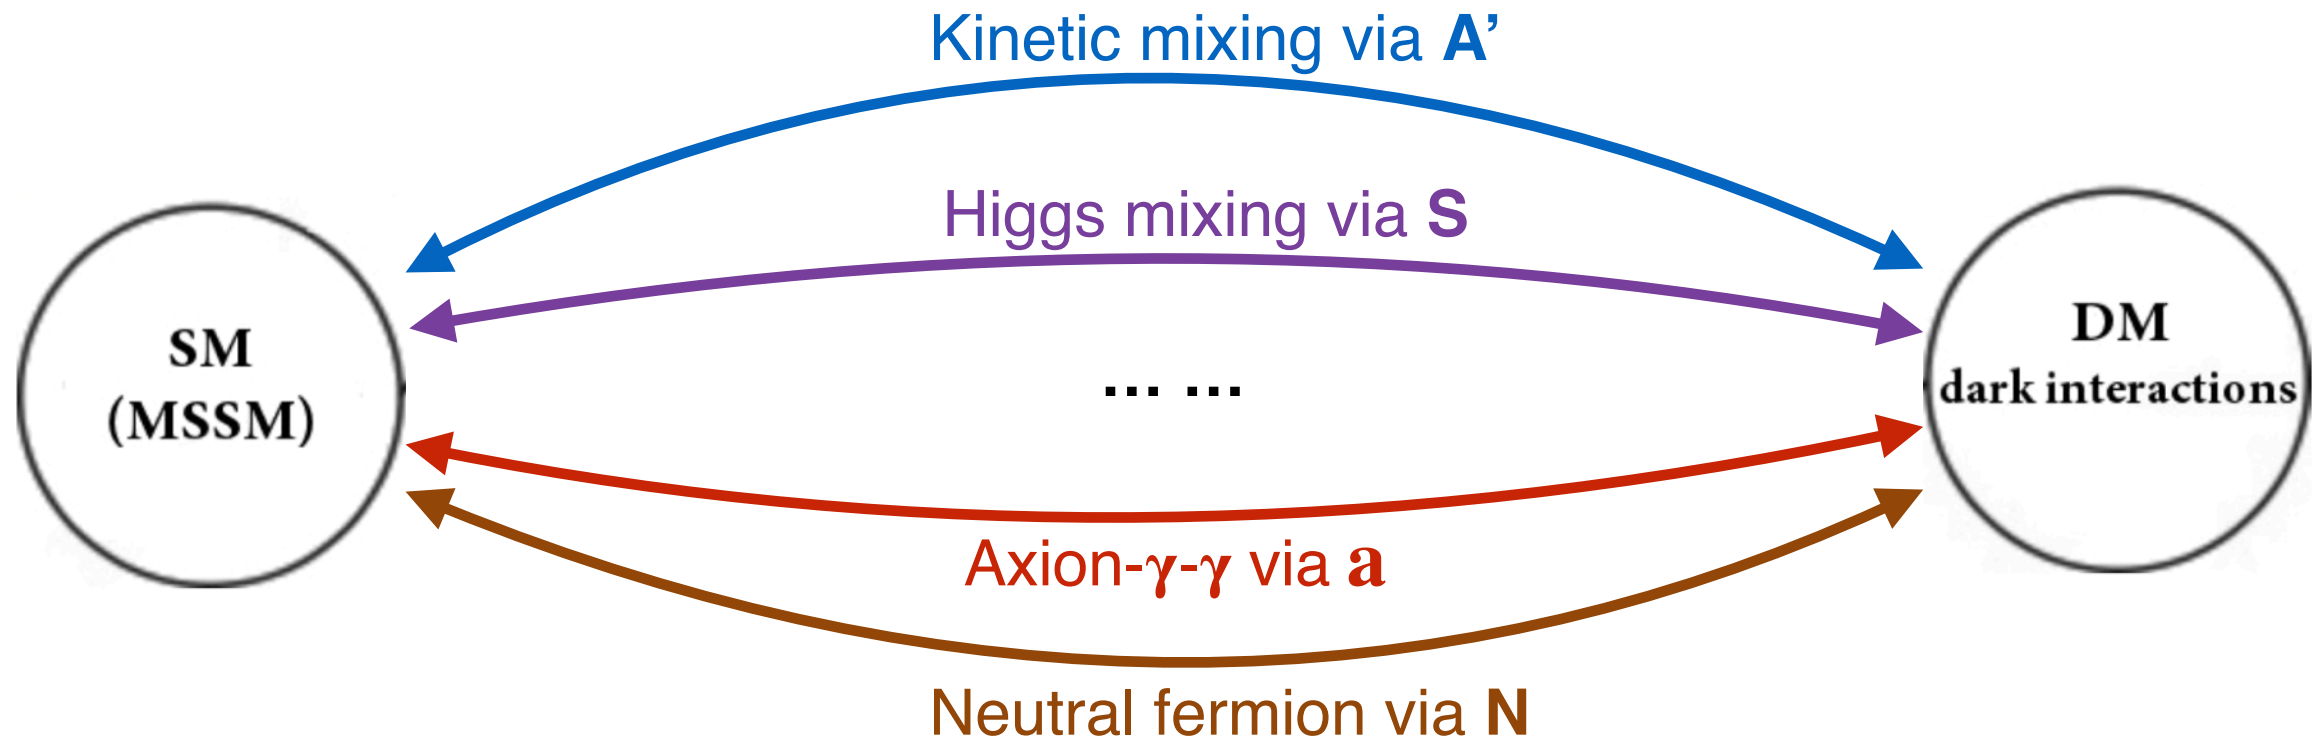 Kinetic mixing via A’
Higgs mixing via S
SM
(MSSM)
... ...
DM
dark interactions
Axion-γ-γ via a
Neutral fermion via N